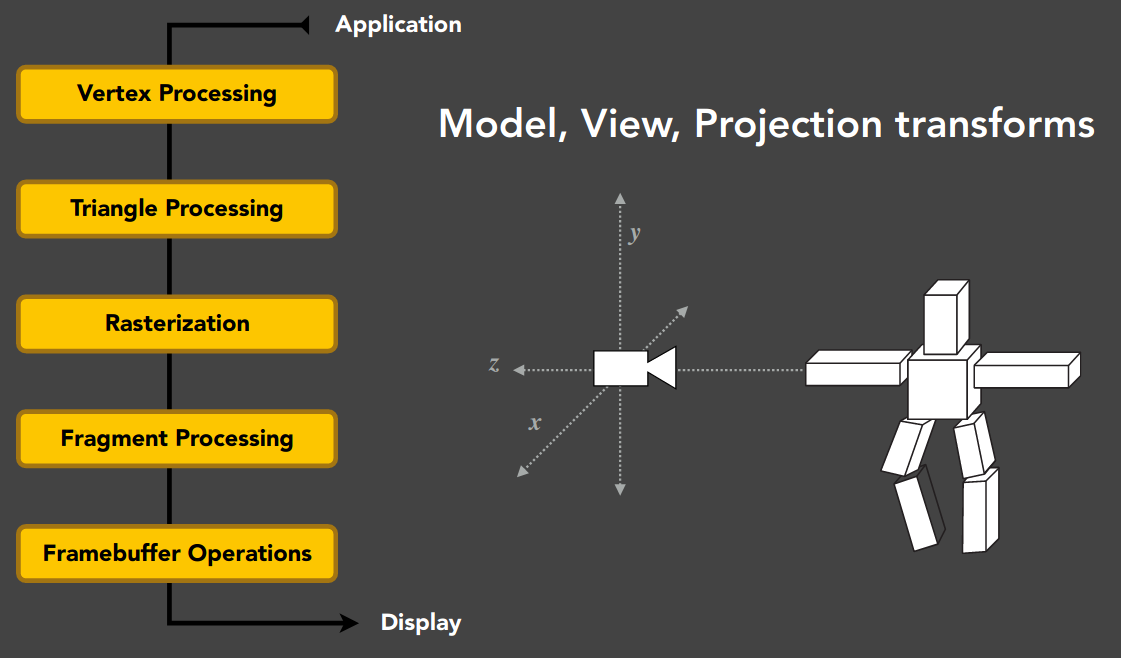 Application
Vertex Processing
Triangle Processing
Rasterization
Fragment Processing
Framebuffer Operations
Display
Model, View, Projection transforms
y
z
x